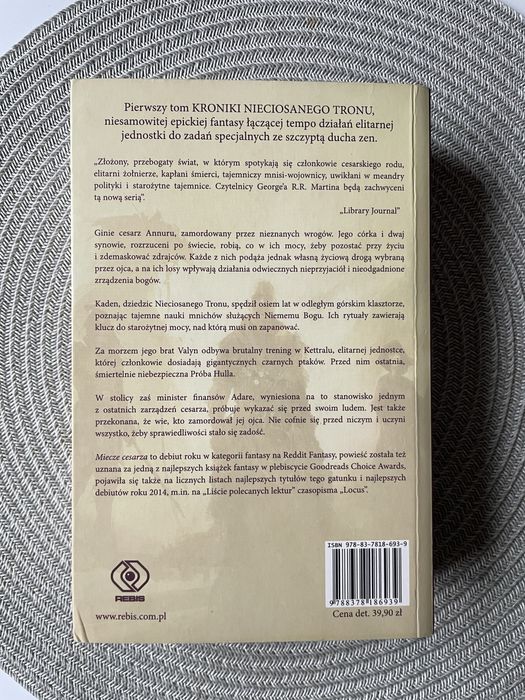 Pierwszy tom KRONIKI NIECIOSANEGO TRONU,
niesamowitej epickiej fantasy łączącej tempo działań elitarnej
jednostki do zadań specjalnych ze szczyptą ducha zen.
„Złożony, przebogaty świat, w którym spotykają się członkowie cesarskiego rodu,
elitarni żołnierze, kapłani śmierci, tajemniczy mnisi-wojownicy, uwikłani w meandry
polityki i starożytne tajemnice. Czytelnicy George'a R.R. Martina będą zachwyceni
tą nową serią”.
„Library Journal”
Ginie cesarz Annuru, zamordowany przez nieznanych wrogów. Jego córka i dwaj
synowie, rozrzuceni po świecie, robią, co w ich mocy, żeby pozostać przy życiu
i zdemaskować zdrajców. Każde z nich podąża jednak własną życiową drogą wybraną
przez ojca, a na ich losy wpływają działania odwiecznych nieprzyjaciół i nieodgadnione
zrządzenia bogów.
Kaden, dziedzic Nieciosanego Tronu, spędził osiem lat w odległym górskim klasztorze,
poznając tajemne nauki mnichów służących Niememu Bogu. Ich rytuały zawierają
klucz do starożytnej mocy, nad którą musi on zapanować.
Za morzem jego brat Valyn odbywa brutalny trening w Kettralu, elitarnej jednostce,
której członkowie dosiadają gigantycznych czarnych ptaków. Przed nim ostatnia,
śmiertelnie niebezpieczna Próba Hulla.
W stolicy zaś minister finansów Adare, wyniesiona na to stanowisko jednym
z ostatnich zarządzeń cesarza, próbuje wykazać się przed swoim ludem. Jest także
przekonana, że wie, kto zamordował jej ojca. Nie cofnie się przed niczym i uczyni
wszystko, żeby sprawiedliwości stało się zadość.
Miecze cesarza to debiut roku w kategorii fantasy na Reddit Fantasy, powieść została też
uznana za jedną z najlepszych książek fantasy w plebiscycie Goodreads Choice Awards,
pojawiła się także na licznych listach najlepszych tytułów tego gatunku i najlepszych
debiutów roku 2014, m.in. na „Liście polecanych lektur” czasopisma „Locus”.
ISBN 978-83-7818-693-9
9 788378 186939
REBIS
www.rebis.com.pl
Cena det. 39,90 zł